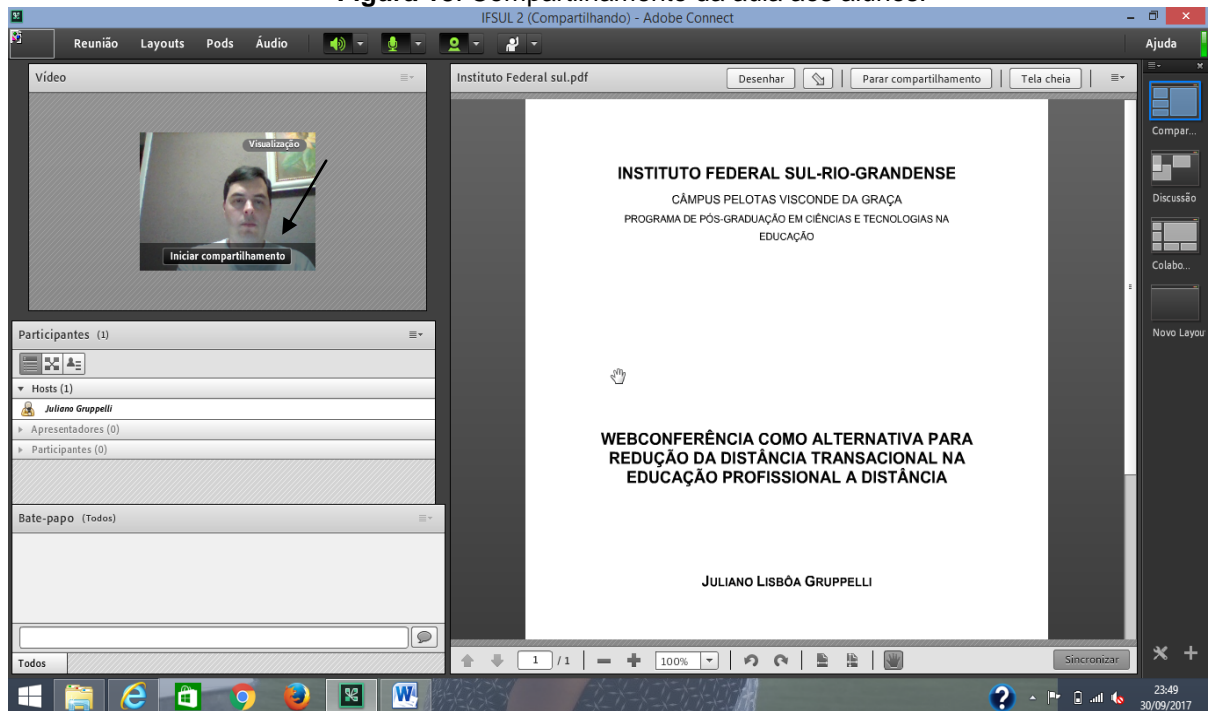 IFSUL 2 (Compartilhando) - Adobe Connect
Reunião Layouts Pods Áudio Ajuda
Vídeo
Visualização
Iniciar compartilhamento
Participantes (1)
Hosts (1)
Juliano Gruppelli
Apresentadores (0)
Participantes (0)
Bate-papo (Todos)
Todos
Instituto Federal sul.pdf Desenhar Parar compartilhamento Tela cheia
INSTITUTO FEDERAL SUL-RIO-GRANDENSE
CÂMPUS PELOTAS VISCONDE DA GRAÇA
PROGRAMA DE PÓS-GRADUAÇÃO EM CIÊNCIAS E TECNOLOGIAS NA
EDUCAÇÃO
WEBCONFERÊNCIA COMO ALTERNATIVA PARA
REDUÇÃO DA DISTÂNCIA TRANSACIONAL NA
EDUCAÇÃO PROFISSIONAL A DISTÂNCIA
JULIANO LISBÔA GRUPPELLI
1 / 1 100% Sincronizar
Compar...
Discussão
Colabo...
Novo Layou
23:49
30/09/2017